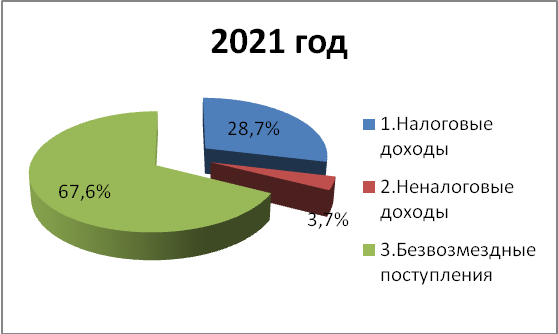 2021 год
28,7%
67,6%
3,7%
1.Налоговые
доходы
2.Неналоговые
доходы
3.Безвозмездные
поступления